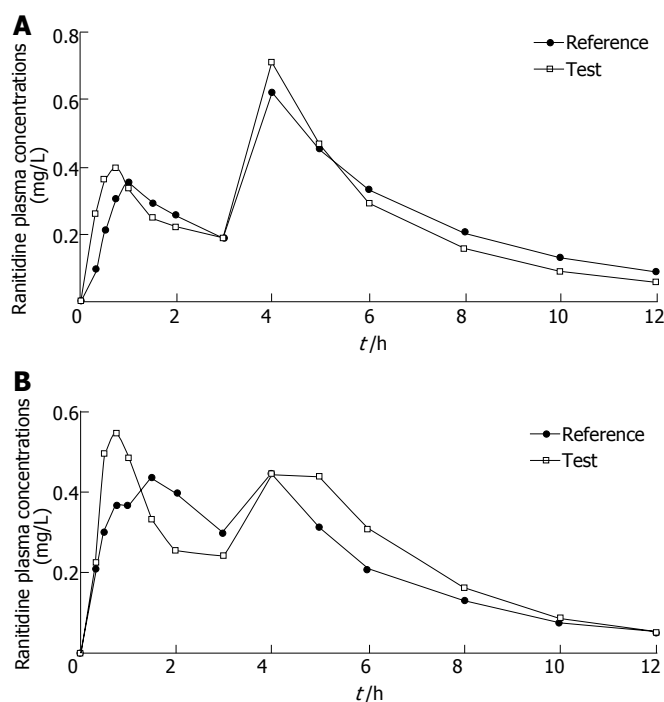 A
Ranitidine plasma concentrations
(mg/L)
0.8
0.6
0.4
0.2
Reference
Test
0 2 4 6 8 10 12
t/h
B
Ranitidine plasma concentrations
(mg/L)
0.6
0.4
0.2
Reference
Test
0 2 4 6 8 10 12
t/h